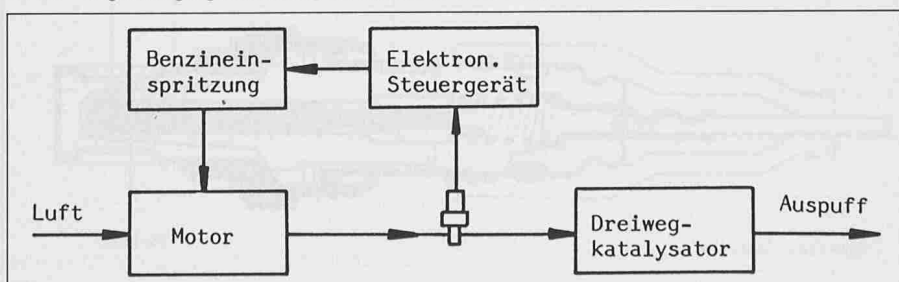 Benzinein-
spritzung
Elektron.
Steuergerät
Luft
Motor
Dreiweg-
katalysator
Auspuff